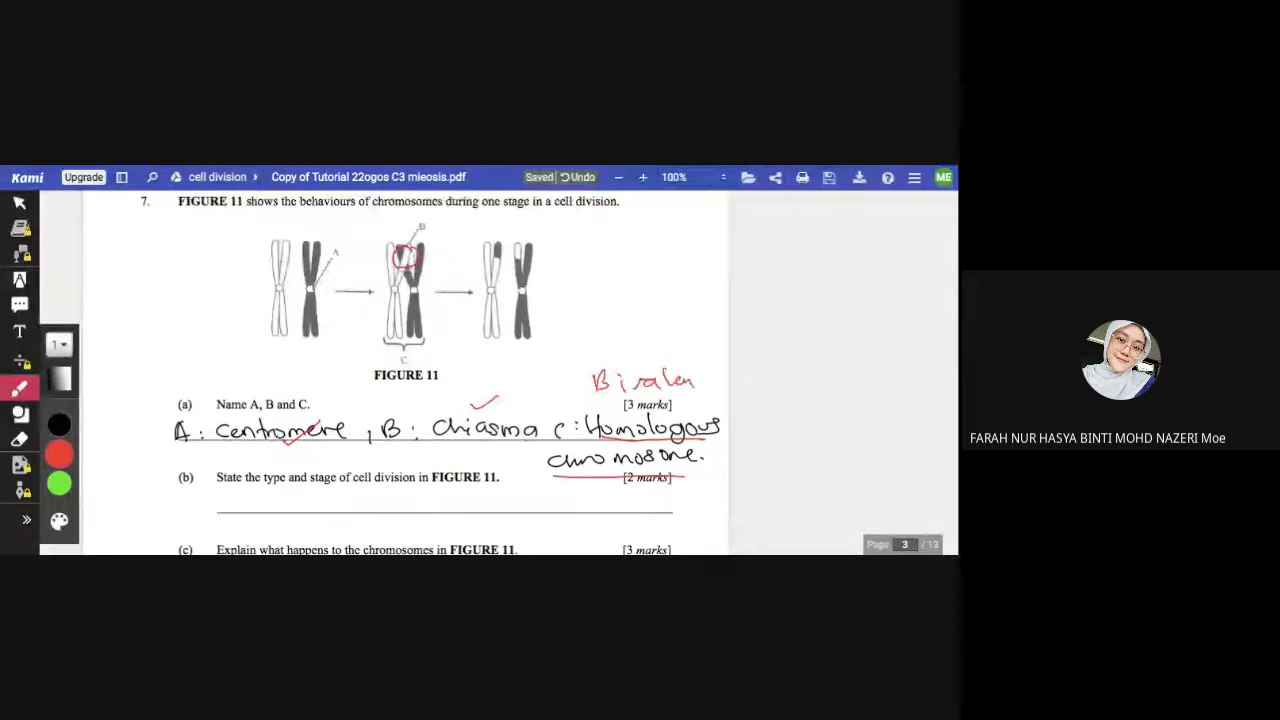 Kami
Upgrade
cell division
Copy of Tutorial 22ogos C3 mieosis.pdf
Saved
Undo
100%
ME
7. FIGURE 11 shows the behaviours of chromosomes during one stage in a cell division.
B
A
C
FIGURE 11
Bivalen
(a) Name A, B and C. [3 marks]
A : Centromere , B : Chiasma C : Homologous
chromosone.
(b) State the type and stage of cell division in FIGURE 11. [2 marks]
(c) Explain what happens to the chromosomes in FIGURE 11. [3 marks]
Page 3 / 13
T
1
FARAH NUR HASYA BINTI MOHD NAZERI Moe